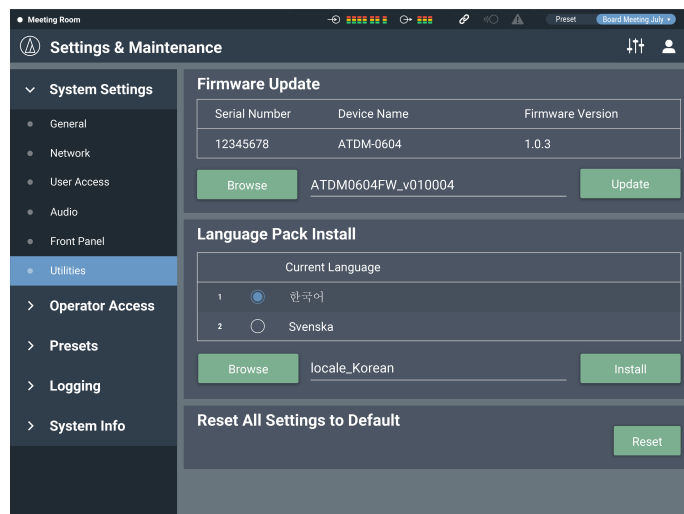 Meeting Room
Preset
Board Meeting July
Settings & Maintenance
System Settings
General
Network
User Access
Audio
Front Panel
Utilities
Operator Access
Presets
Logging
System Info
Firmware Update
Serial Number Device Name Firmware Version
12345678 ATDM-0604 1.0.3
Browse ATDM0604FW_v010004 Update
Language Pack Install
Current Language
1 한국어
2 Svenska
Browse locale_Korean Install
Reset All Settings to Default
Reset